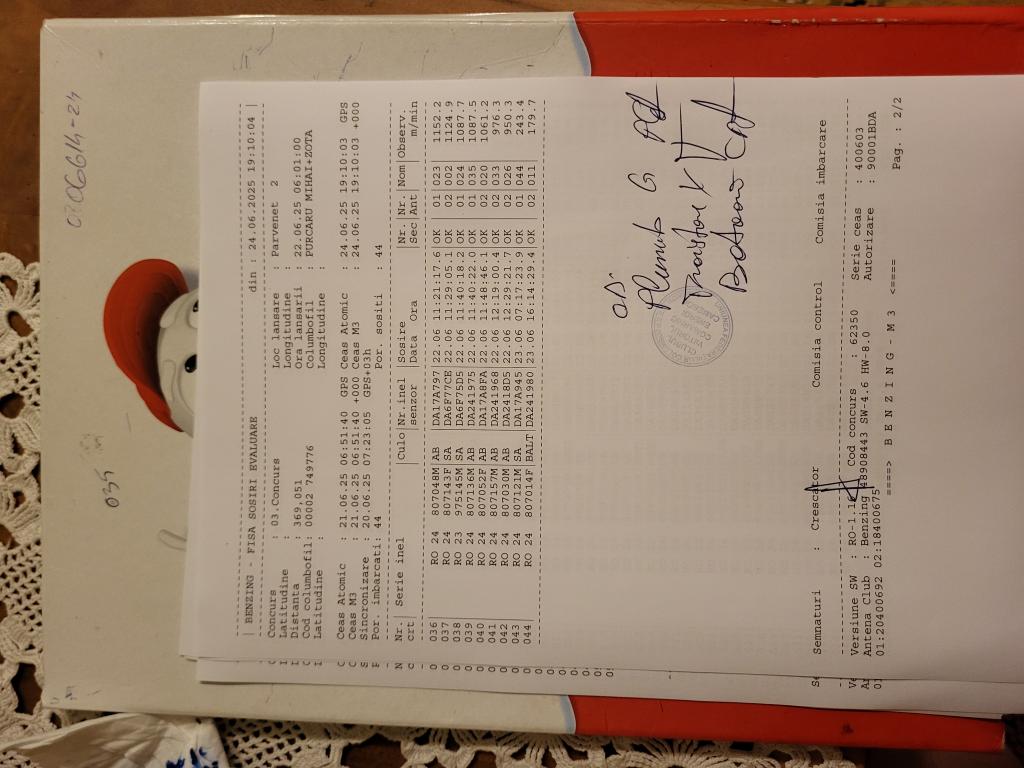 0706614-24
035
| BENZING - FISA SOSIRI EVALUARE din : 24.06.2025 19:10:04 |
Concurs : 03.Concurs Loc lansare : Parvenet 2
Latitudine : Longitudine :
Distanta : 369,051 Ora lansarii : 22.06.25 06:01:00
Cod columbofil: 00002 749776 Columbofil : PURCARU MIHAI+ZOTA
Latitudine : Longitudine :
Ceas Atomic : 21.06.25 06:51:40 GPS Ceas Atomic : 24.06.25 19:10:03 GPS
Ceas M3 : 21.06.25 06:51:40 +000 Ceas M3 : 24.06.25 19:10:03 +000
Sincronizare : 20.06.25 07:23:05 GPS+03h
Por. imbarcati: 44 Por. sositi : 44
Nr. | Serie inel |Culo|Nr.inel |Sosire |Nr.|Nr.|Nom|Observ.
crt senzor Data Ora |Sec|Ant| m/min
036| RO 24 807048M|AB |DA17A797|22.06 11:21:17.6|OK | 01|023| 1152.2
037| RO 24 807143F|SA |DA6F77CE|22.06 11:29:05.1|OK | 02|002| 1124.9
038| RO 23 975145M|SA |DA6F75D5|22.06 11:40:18.2|OK | 01|024| 1087.7
039| RO 24 807136M|AB |DA241975|22.06 11:40:22.0|OK | 01|035| 1087.5
040| RO 24 807052F|AB |DA17A8FA|22.06 11:48:46.1|OK | 02|020| 1061.2
041| RO 24 807157M|AB |DA241968|22.06 12:19:00.4|OK | 02|033| 976.3
042| RO 24 807030M|AB |DA2418D5|22.06 12:29:21.7|OK | 02|026| 950.3
043| RO 24 807121M|SA |DA17A945|23.06 07:17:23.9|OK | 02|044| 243.4
044| RO 24 807014F|BALT|DA241980|23.06 16:14:29.4|OK | 02|011| 179.7
Semnaturi : Crescator Comisia control Comisia imbarcare
Versiune SW : RO-1.1 Cod concurs : 62350 Serie ceas : 400603
Antena Club : Benzing 48908443 SW-4.6 HW-8.0 Autorizare : 90001BDA
01:20400692 02:18400675
====> B E N Z I N G - M 3 <==== Pag. : 2/2